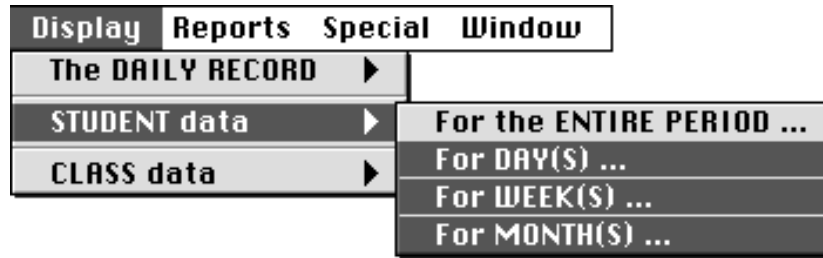 Display Reports Special Window
The DAILY RECORD
STUDENT data
CLASS data
For the ENTIRE PERIOD ...
For DAY(S) ...
For WEEK(S) ...
For MONTH(S) ...